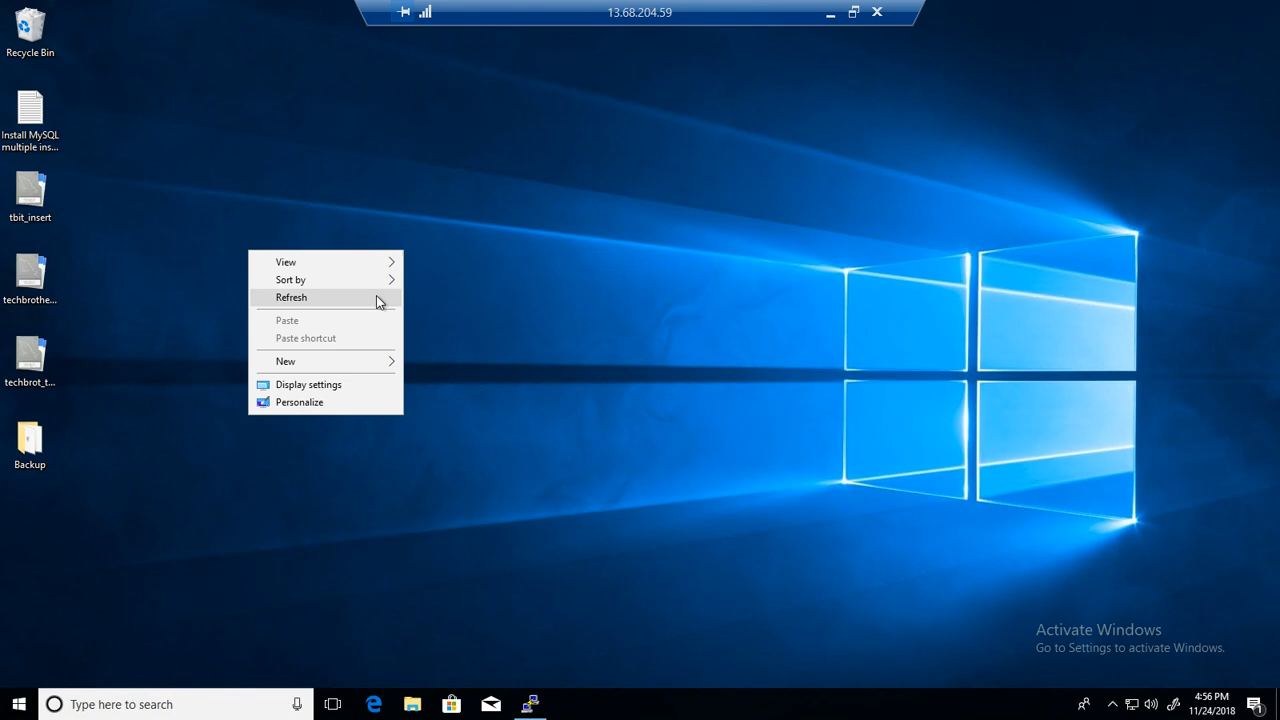 13.68.204.59
Recycle Bin
Install MySQL
multiple ins...
tbit_insert
techbrothe...
techbrot_t...
Backup
View
Sort by
Refresh
Paste
Paste shortcut
New
Display settings
Personalize
Activate Windows
Go to Settings to activate Windows.
Type here to search
4:56 PM
11/24/2018
1